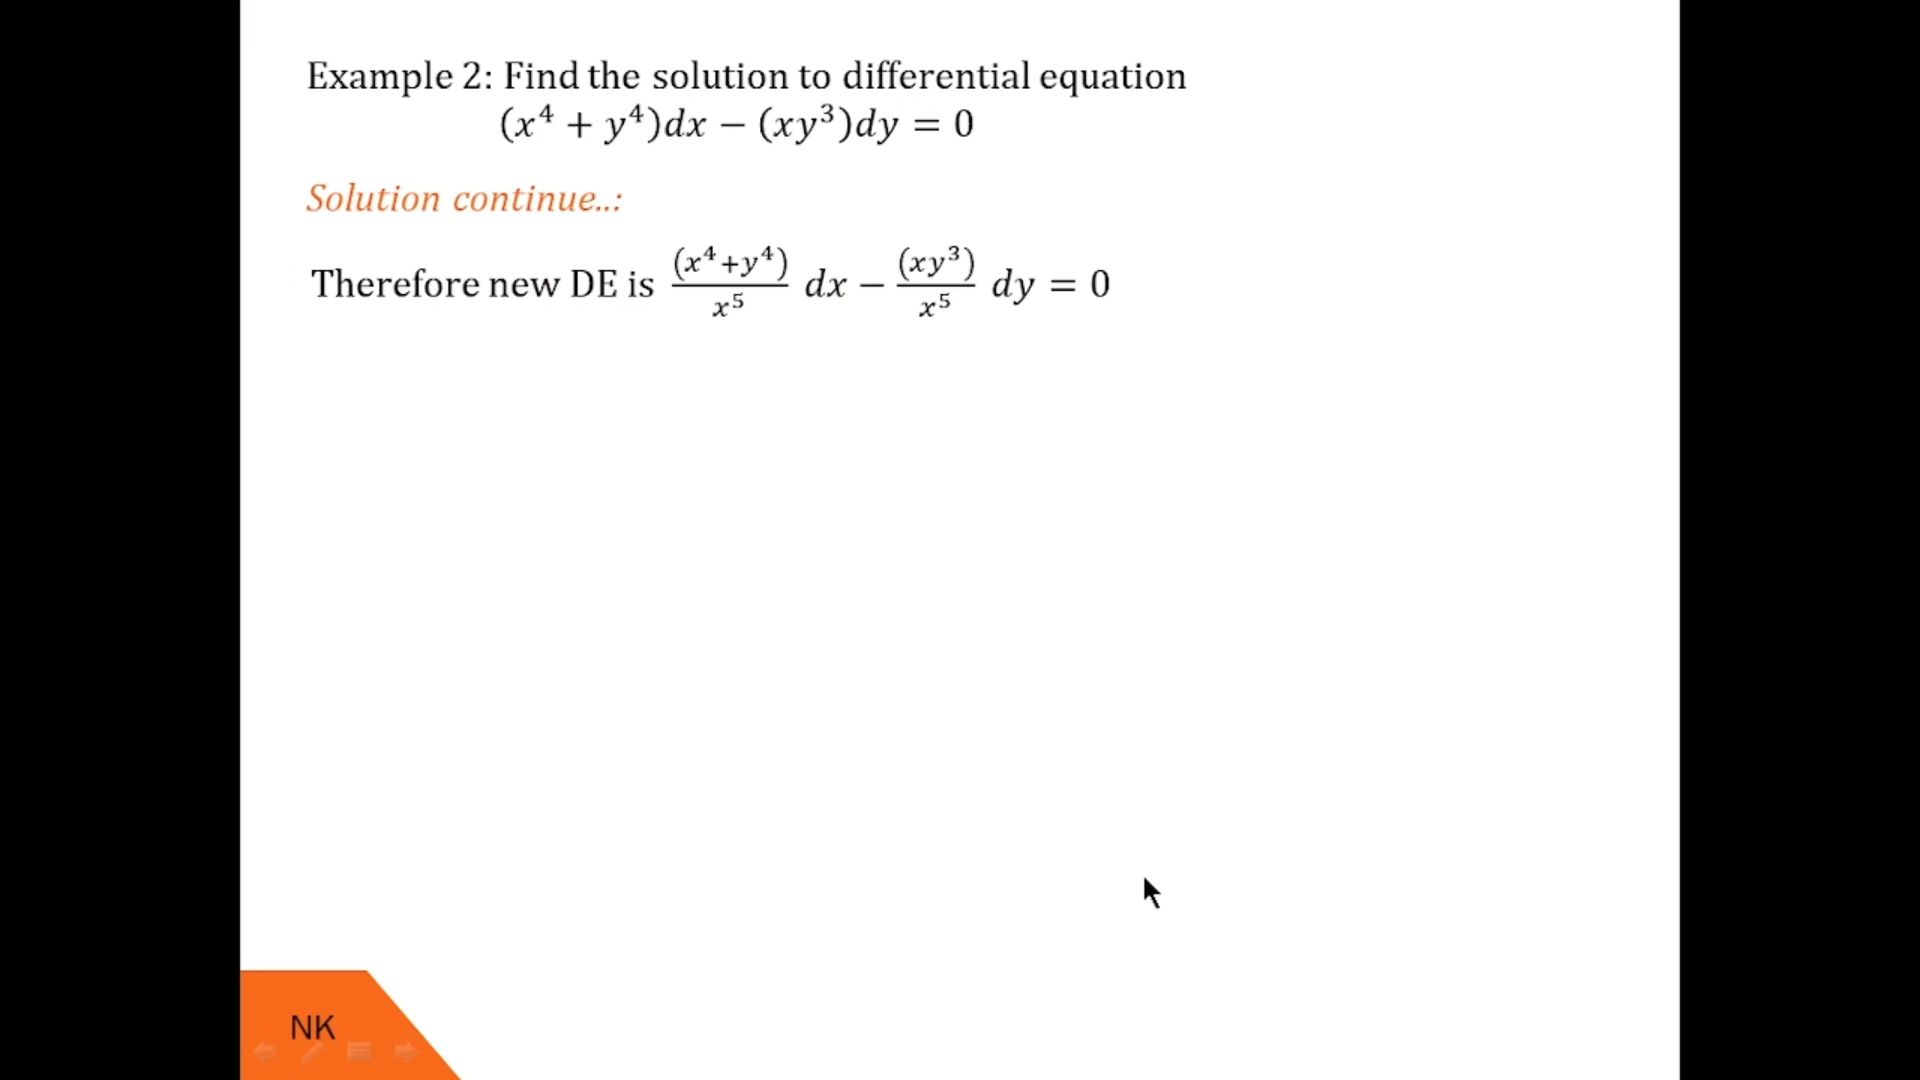 Example 2: Find the solution to differential equation
(x⁴ + y⁴)dx − (xy³)dy = 0
Solution continue..:
Therefore new DE is (x⁴+y⁴)/x⁵ dx − (xy³)/x⁵ dy = 0
NK